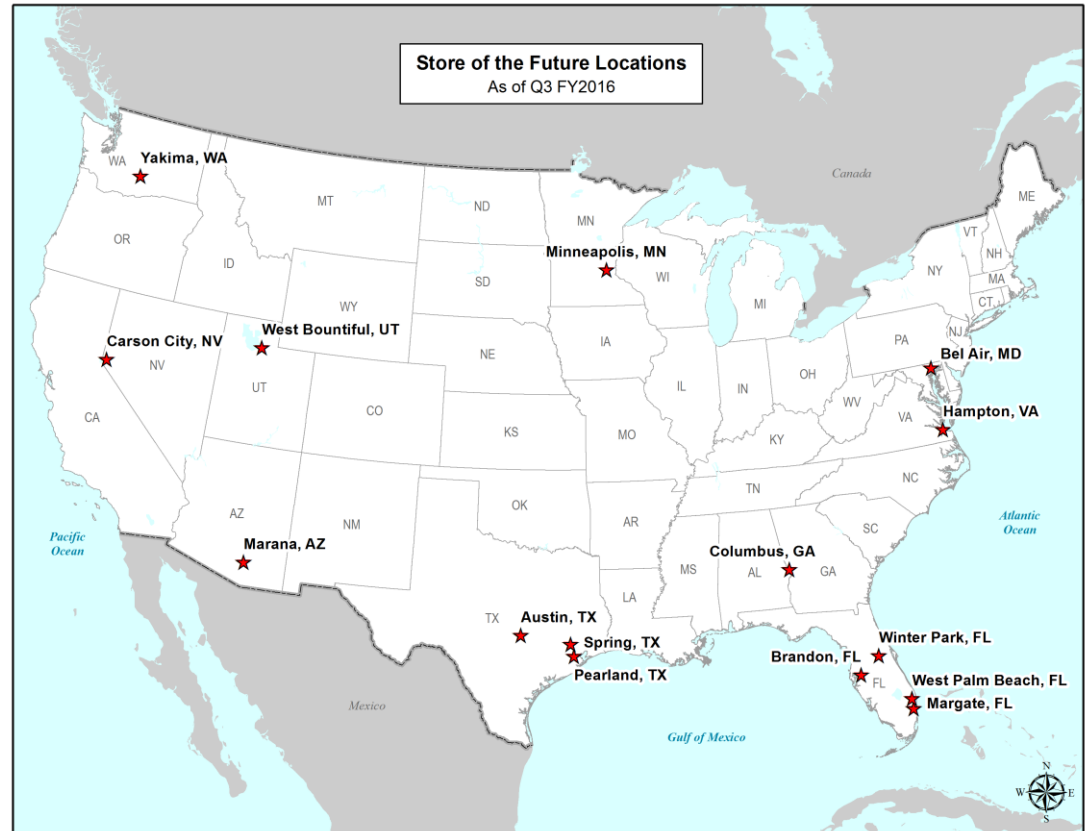 Store of the Future Locations
As of Q3 FY2016
Canada
WA
Yakima, WA
MT
ND
MN
ME
VT
NH
OR
ID
Minneapolis, MN
WI
NY
MA
SD
MI
CT
WY
Carson City, NV
West Bountiful, UT
IA
PA
NJ
NE
Bel Air, MD
NV
OH
UT
IL
IN
CO
WV
Hampton, VA
CA
VA
KS
MO
KY
NC
TN
OK
AZ
NM
AR
SC
Pacific
Ocean
Atlantic
Ocean
Marana, AZ
Columbus, GA
MS
AL
GA
LA
TX
Austin, TX
Spring, TX
Pearland, TX
Winter Park, FL
Brandon, FL
FL
West Palm Beach, FL
Margate, FL
Mexico
Gulf of Mexico
N
W
E
S